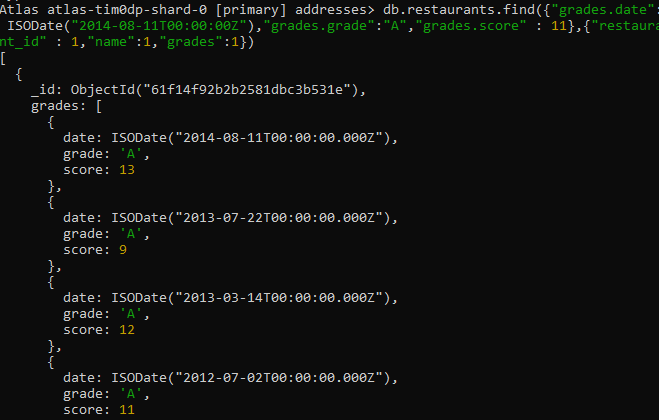 Atlas atlas-tim0dp-shard-0 [primary] addresses> db.restaurants.find({"grades.date":
 ISODate("2014-08-11T00:00:00Z"),"grades.grade":"A","grades.score" : 11},{"restaura
nt_id" : 1,"name":1,"grades":1})
[
  {
    _id: ObjectId("61f14f92b2b2581dbc3b531e"),
    grades: [
      {
        date: ISODate("2014-08-11T00:00:00.000Z"),
        grade: 'A',
        score: 13
      },
      {
        date: ISODate("2013-07-22T00:00:00.000Z"),
        grade: 'A',
        score: 9
      },
      {
        date: ISODate("2013-03-14T00:00:00.000Z"),
        grade: 'A',
        score: 12
      },
      {
        date: ISODate("2012-07-02T00:00:00.000Z"),
        grade: 'A',
        score: 11